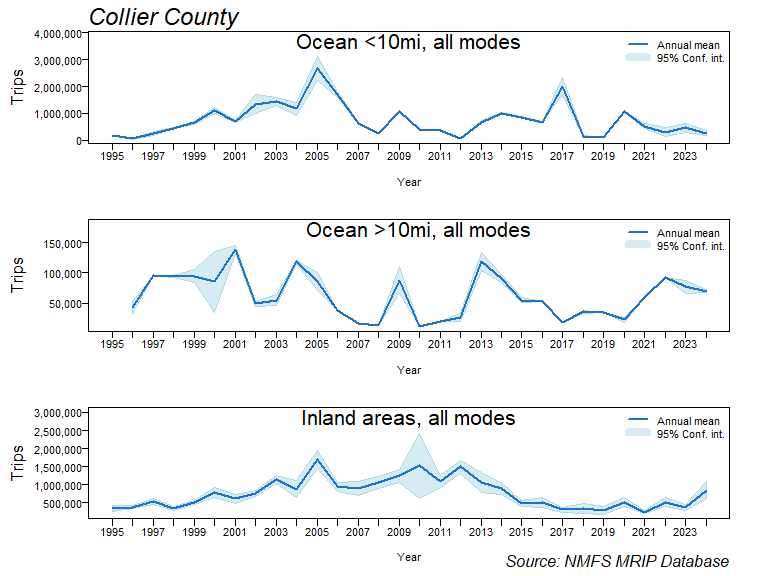 Collier County
Ocean <10mi, all modes
Annual mean
95% Conf. int.
Trips
4,000,000
3,000,000
2,000,000
1,000,000
0
1995 1997 1999 2001 2003 2005 2007 2009 2011 2013 2015 2017 2019 2021 2023
Year
Ocean >10mi, all modes
Annual mean
95% Conf. int.
Trips
150,000
100,000
50,000
1995 1997 1999 2001 2003 2005 2007 2009 2011 2013 2015 2017 2019 2021 2023
Year
Inland areas, all modes
Annual mean
95% Conf. int.
Trips
3,000,000
2,500,000
2,000,000
1,500,000
1,000,000
500,000
1995 1997 1999 2001 2003 2005 2007 2009 2011 2013 2015 2017 2019 2021 2023
Year
Source: NMFS MRIP Database